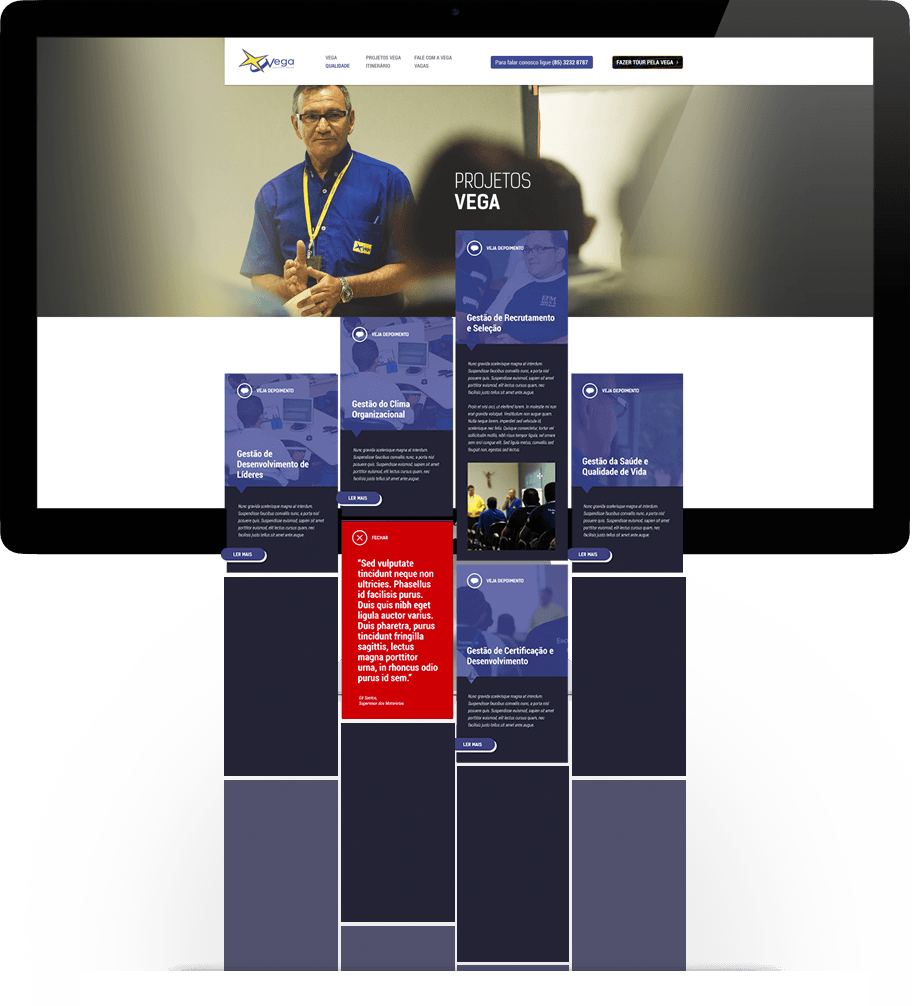 Vega
VEGA
QUALIDADE
PROJETOS VEGA
ITINERÁRIO
FALE COM A VEGA
VAGAS
Para falar conosco ligue (85) 3232 8787
FAZER TOUR PELA VEGA ›
PROJETOS
VEGA
VEJA DEPOIMENTO
Gestão de Recrutamento
e Seleção
Nunc gravida scelerisque magna at interdum.
Suspendisse faucibus convallis nunc, a porta nisl
posuere quis. Suspendisse euismod, sapien sit amet
porttitor euismod, elit lectus cursus quam, nec
facilisis justo tellus sit amet ante augue.
Proin et nisi orci, ut eleifend lorem. In molestie mi non
erat gravida volutpat. Vestibulum non augue quam.
Nulla neque lorem, imperdiet sed vehicula id,
scelerisque nec felis. Quisque consectetur, tortor vel
sollicitudin mollis, nibh risus tempor ligula, vel ornare
sem orci congue elit. Sed ligula metus, convallis sed
feugiat non, egestas sed lectus.
VEJA DEPOIMENTO
Gestão do Clima
Organizacional
Nunc gravida scelerisque magna at interdum.
Suspendisse faucibus convallis nunc, a porta nisl
posuere quis. Suspendisse euismod, sapien sit amet
porttitor euismod, elit lectus cursus quam, nec
facilisis justo tellus sit amet ante augue.
LER MAIS
VEJA DEPOIMENTO
Gestão de
Desenvolvimento de
Líderes
Nunc gravida scelerisque magna at interdum.
Suspendisse faucibus convallis nunc, a porta nisl
posuere quis. Suspendisse euismod, sapien sit amet
porttitor euismod, elit lectus cursus quam, nec
facilisis justo tellus sit amet ante augue.
LER MAIS
VEJA DEPOIMENTO
Gestão da Saúde e
Qualidade de Vida
Nunc gravida scelerisque magna at interdum.
Suspendisse faucibus convallis nunc, a porta nisl
posuere quis. Suspendisse euismod, sapien sit amet
porttitor euismod, elit lectus cursus quam, nec
facilisis justo tellus sit amet ante augue.
LER MAIS
FECHAR
“Sed vulputate
tincidunt neque non
ultricies. Phasellus
id facilisis purus.
Duis quis nibh eget
ligula auctor varius.
Duis pharetra, purus
tincidunt fringilla
sagittis, lectus
magna porttitor
urna, in rhoncus odio
purus id sem.”
Gil Santos,
Supervisor dos Motoristas
VEJA DEPOIMENTO
Gestão de Certificação e
Desenvolvimento
Nunc gravida scelerisque magna at interdum.
Suspendisse faucibus convallis nunc, a porta nisl
posuere quis. Suspendisse euismod, sapien sit amet
porttitor euismod, elit lectus cursus quam, nec
facilisis justo tellus sit amet ante augue.
LER MAIS